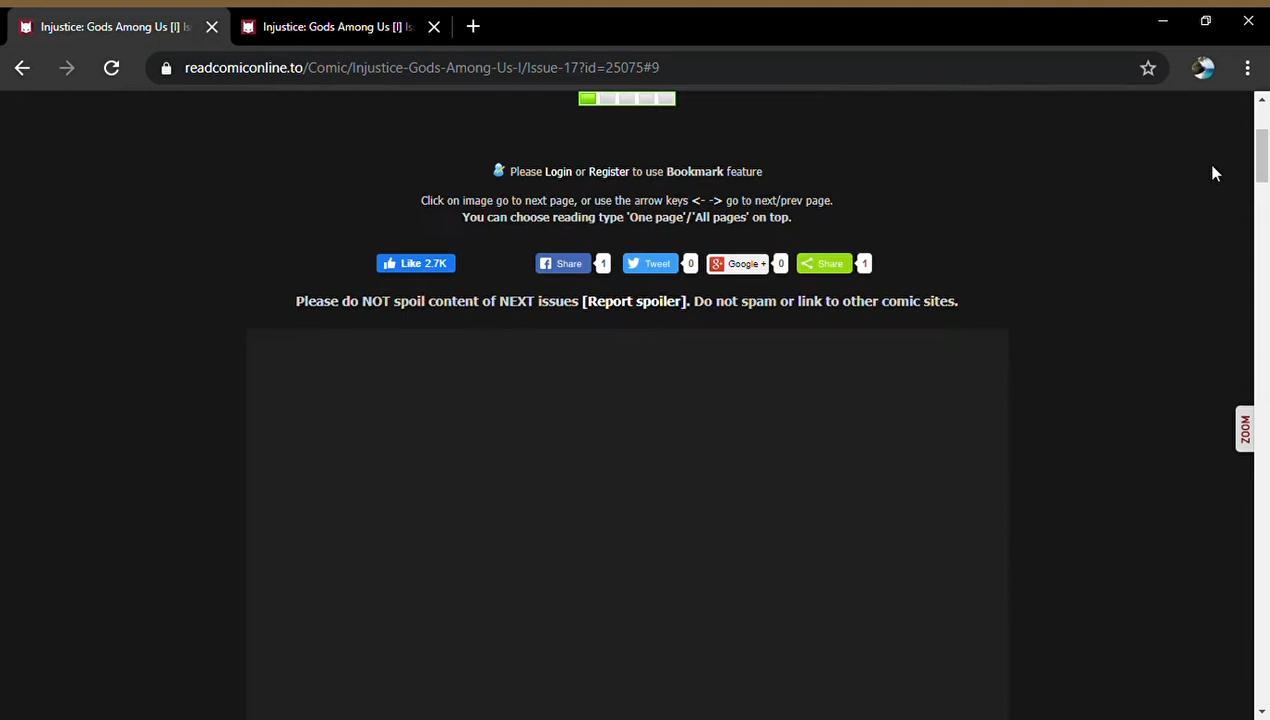 Injustice: Gods Among Us [I] Is
Injustice: Gods Among Us [I] Is
readcomiconline.to/Comic/Injustice-Gods-Among-Us-I/Issue-17?id=25075#9
Please Login or Register to use Bookmark feature
Click on image go to next page, or use the arrow keys <- -> go to next/prev page.
You can choose reading type 'One page'/'All pages' on top.
Like 2.7K
Share 1
Tweet 0
Google + 0
Share 1
Please do NOT spoil content of NEXT issues [Report spoiler]. Do not spam or link to other comic sites.
ZOOM